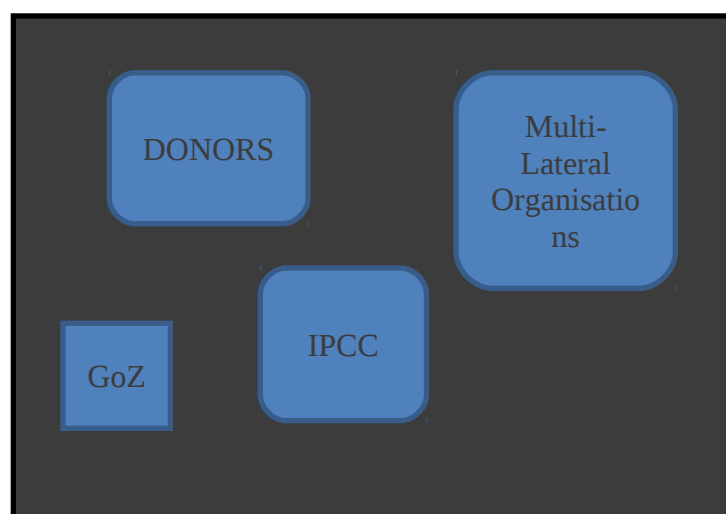 DONORS
Multi-
Lateral
Organisatio
ns
IPCC
GoZ